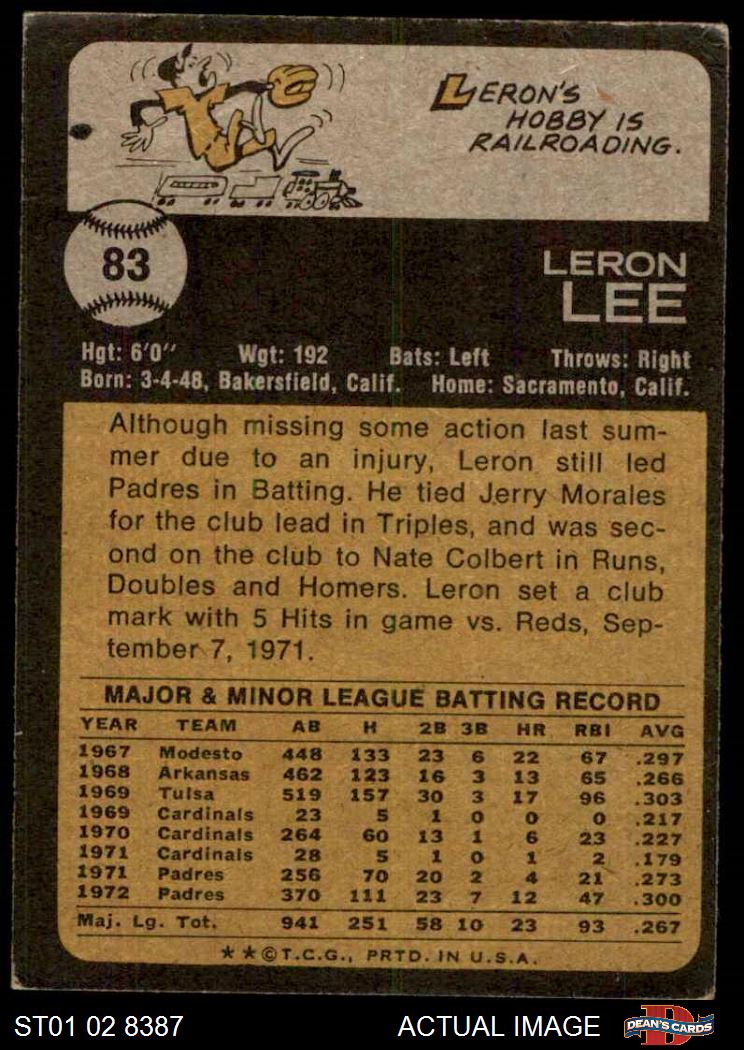 LERON'S
HOBBY IS
RAILROADING.
83
LERON
LEE
Hgt: 6'0" Wgt: 192 Bats: Left Throws: Right
Born: 3-4-48, Bakersfield, Calif. Home: Sacramento, Calif.
Although missing some action last sum-
mer due to an injury, Leron still led
Padres in Batting. He tied Jerry Morales
for the club lead in Triples, and was sec-
ond on the club to Nate Colbert in Runs,
Doubles and Homers. Leron set a club
mark with 5 Hits in game vs. Reds, Sep-
tember 7, 1971.
MAJOR & MINOR LEAGUE BATTING RECORD
YEAR TEAM AB H 2B 3B HR RBI AVG
1967 Modesto 448 133 23 6 22 67 .297
1968 Arkansas 462 123 16 3 13 65 .266
1969 Tulsa 519 157 30 3 17 96 .303
1969 Cardinals 23 5 1 0 0 0 .217
1970 Cardinals 264 60 13 1 6 23 .227
1971 Cardinals 28 5 1 0 1 2 .179
1971 Padres 256 70 20 2 4 21 .273
1972 Padres 370 111 23 7 12 47 .300
Maj. Lg. Tot. 941 251 58 10 23 93 .267
★★©T.C.G., PRTD. IN U.S.A.
ST01 02 8387 ACTUAL IMAGE D DEAN'S CARDS